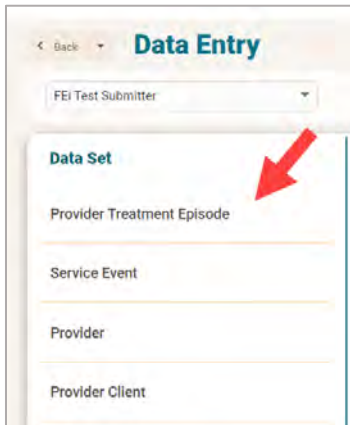 Back
Data Entry
FEi Test Submitter
Data Set
Provider Treatment Episode
Service Event
Provider
Provider Client